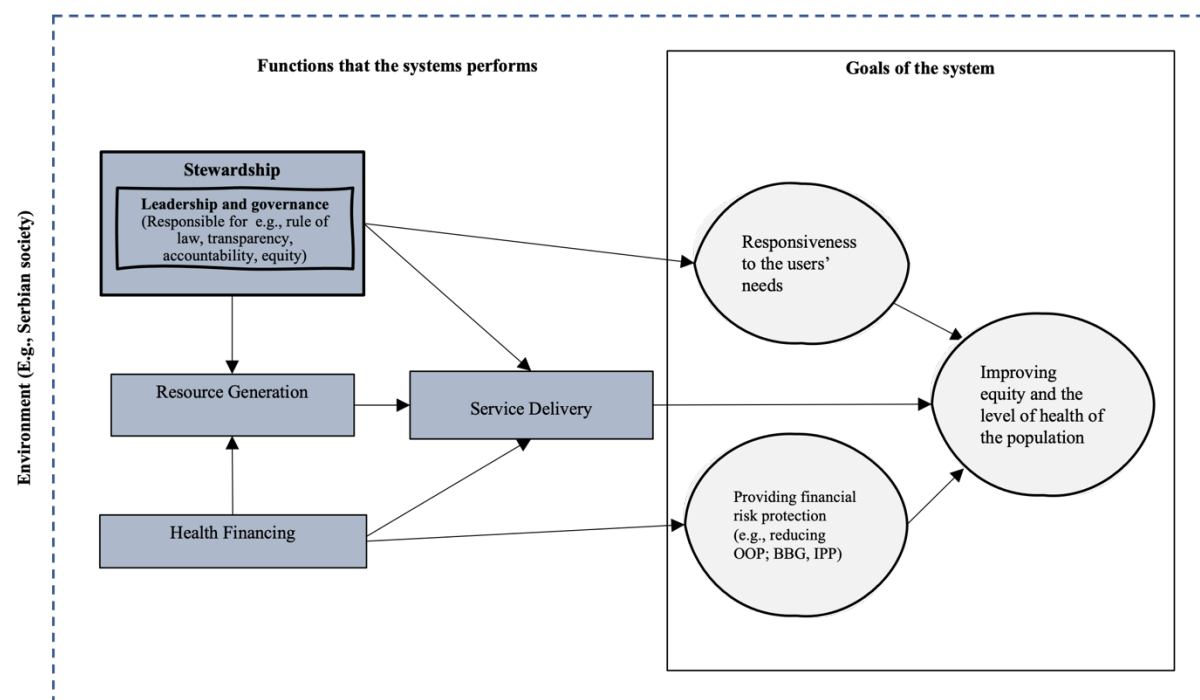 Functions that the systems performs
Goals of the system
Environment (E.g., Serbian society)
Stewardship
Leadership and governance
(Responsible for e.g., rule of
law, transparency,
accountability, equity)
Responsiveness
to the users’
needs
Resource Generation
Service Delivery
Improving
equity and the
level of health of
the population
Health Financing
Providing financial
risk protection
(e.g., reducing
OOP; BBG, IPP)